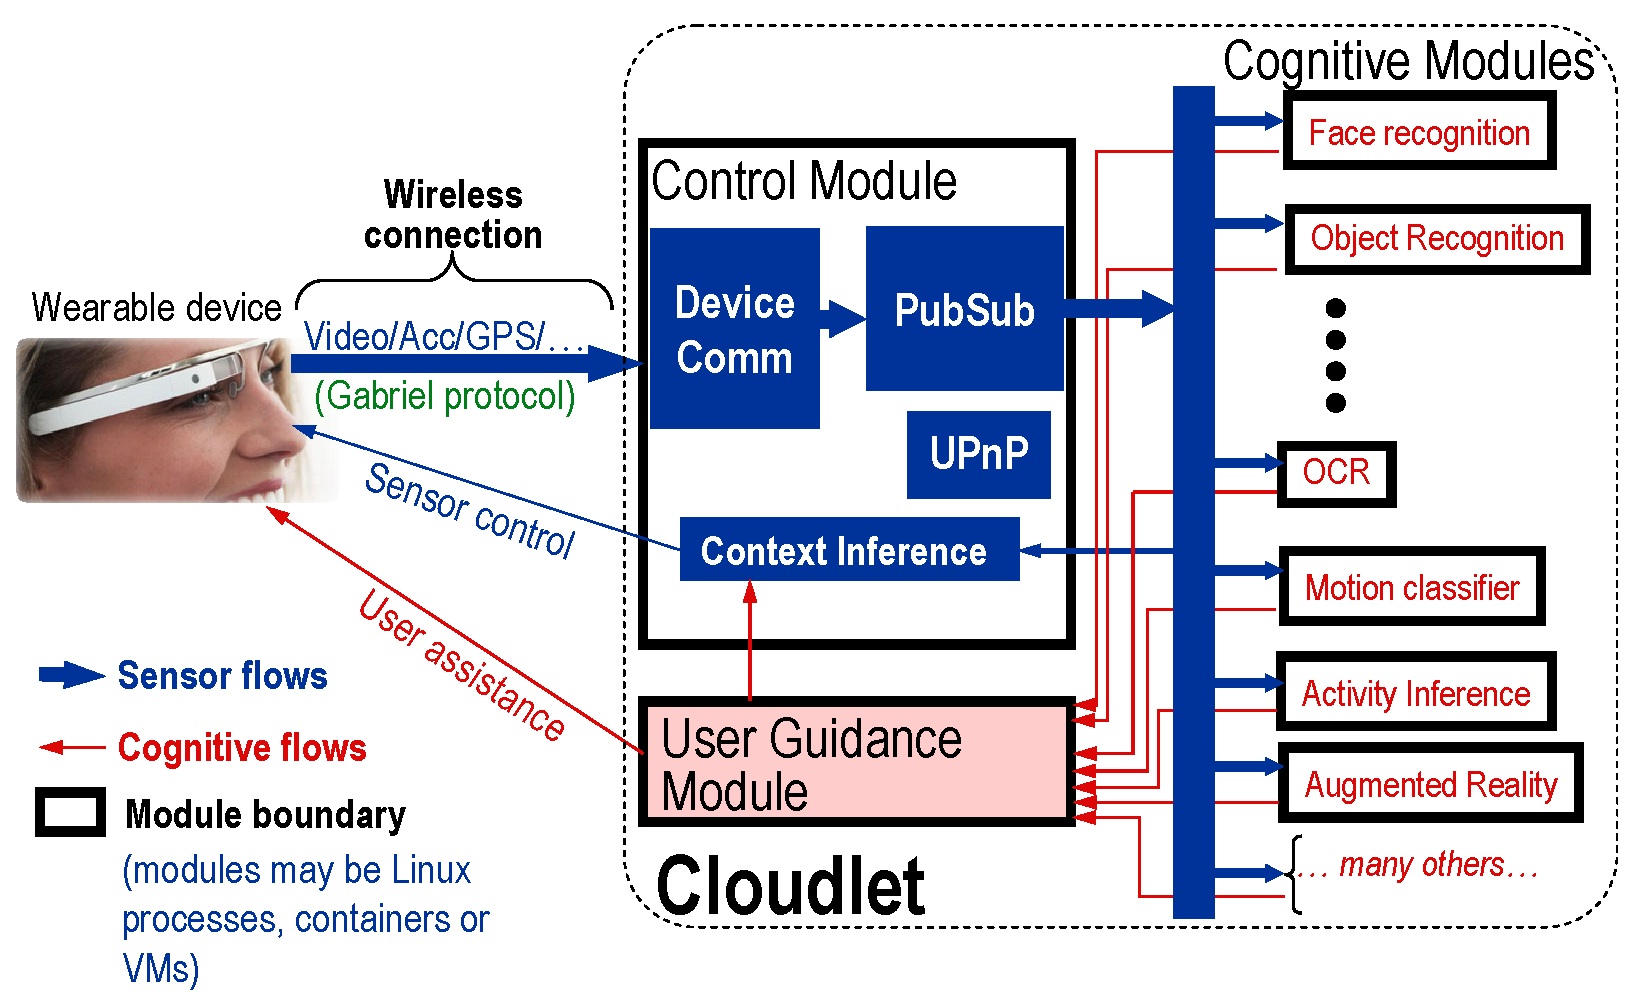 Cognitive Modules
Face recognition
Object Recognition
OCR
Motion classifier
Activity Inference
Augmented Reality
… many others…
Control Module
Device
Comm
PubSub
UPnP
Context Inference
User Guidance
Module
Cloudlet
Wireless
connection
Wearable device
Video/Acc/GPS/…
(Gabriel protocol)
Sensor control
User assistance
Sensor flows
Cognitive flows
Module boundary
(modules may be Linux
processes, containers or
VMs)